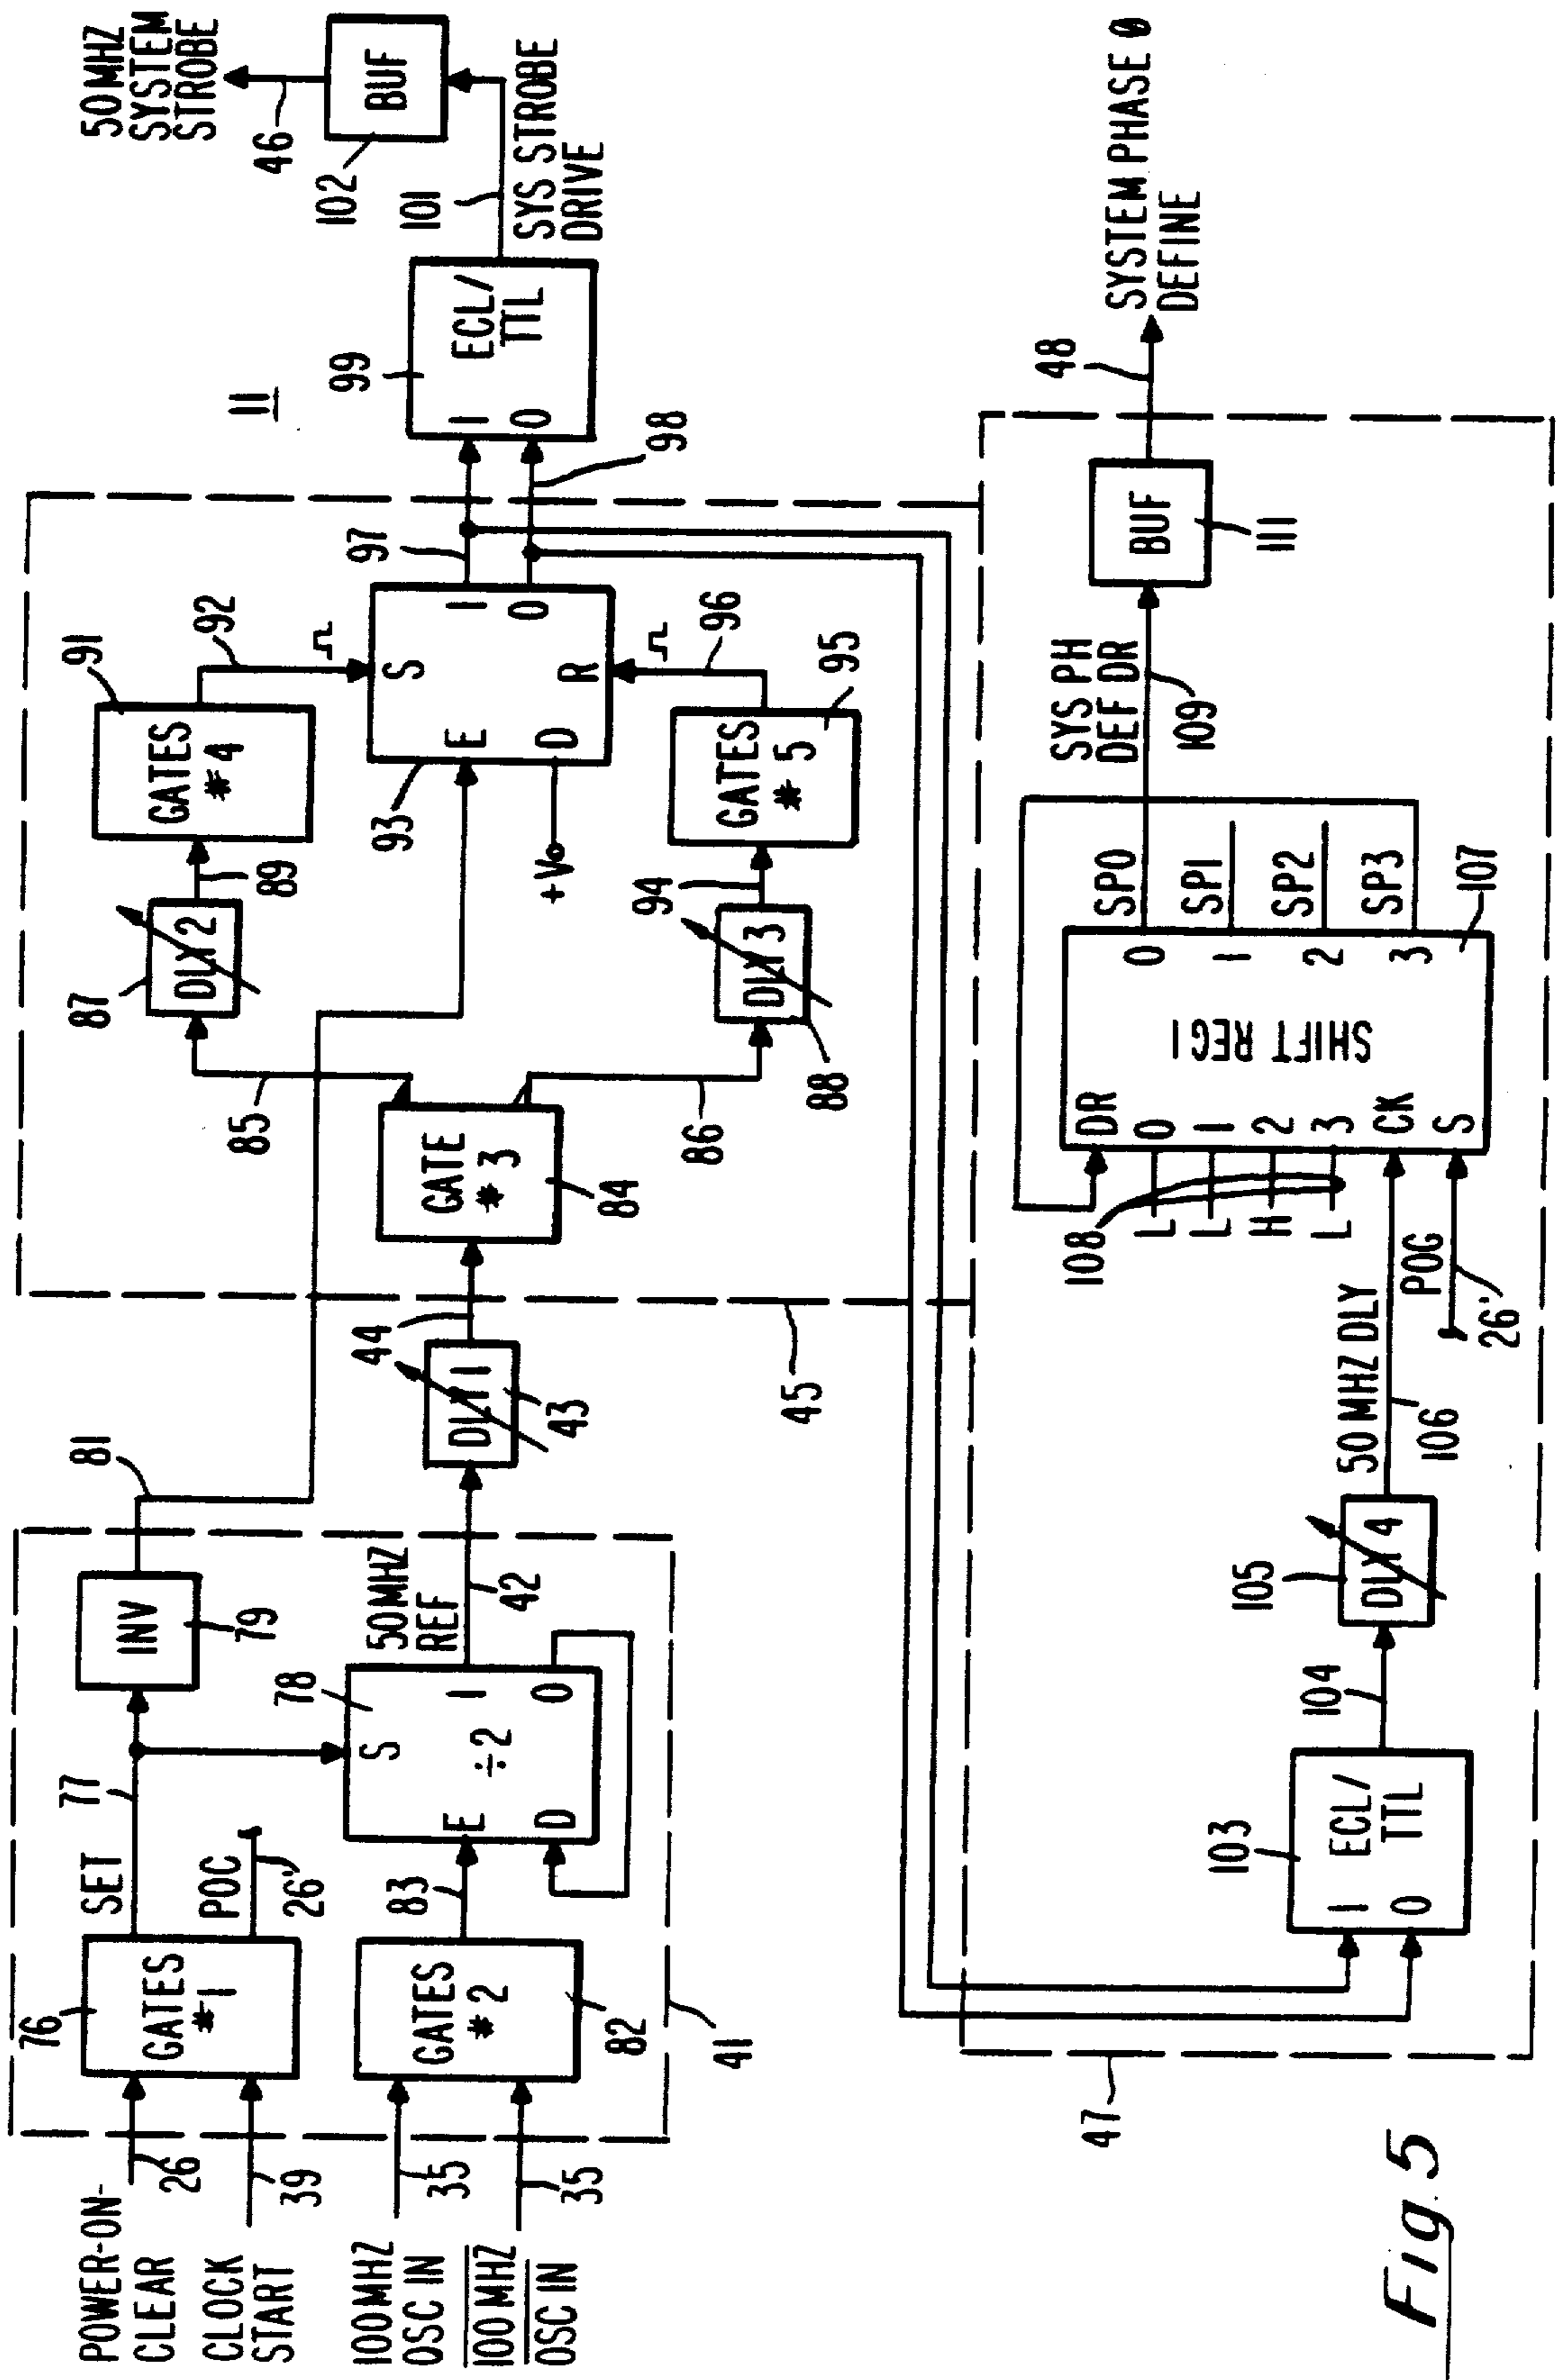 POWER-ON-
CLEAR
26
CLOCK
START
39
100 MHZ
OSC IN
35
100 MHZ
OSC IN
35
76
GATES
#1
SET
77
POC
26'
GATES
#2
82
83
41
INV
79
81
78
S
E
÷2
1
D
0
50 MHZ
REF
42
DLY 1
43
44
45
GATE
#3
84
85
86
87
DLY 2
89
DLY 3
88
94
91
GATES
#4
92
GATES
#5
95
96
93
S
E
1
D
R
0
+V
97
98
11
99
1
0
ECL/
TTL
101
SYS STROBE
DRIVE
102
BUF
46
50 MHZ
SYSTEM
STROBE
47
103
1
0
ECL/
TTL
104
105
DLY 4
50 MHZ DLY
106
POG
26'
108
L
L
H
L
DR
0
1
2
3
CK
S
SHIFT REG 1
0
1
2
3
107
SP0
SP1
SP2
SP3
SYS PH
DEF DR
109
BUF
111
48
SYSTEM PHASE 0
DEFINE
Fig. 5